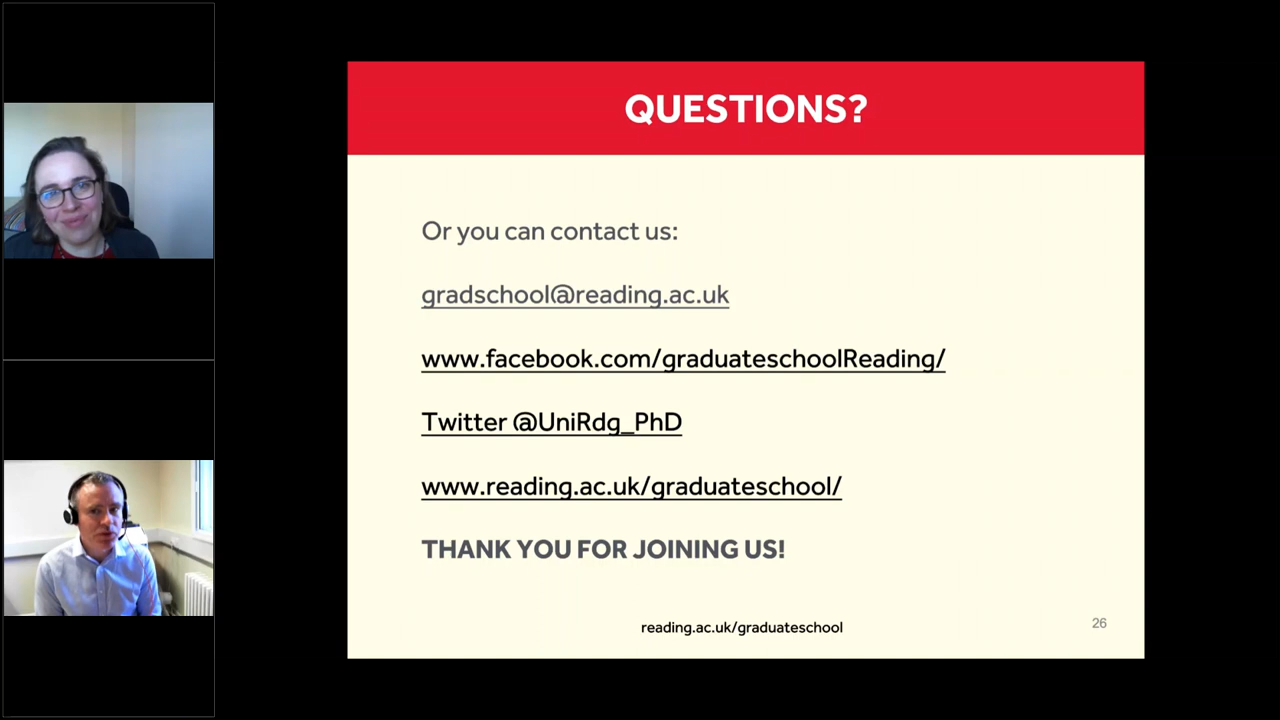 QUESTIONS?
Or you can contact us:
gradschool@reading.ac.uk
www.facebook.com/graduateschoolReading/
Twitter @UniRdg_PhD
www.reading.ac.uk/graduateschool/
THANK YOU FOR JOINING US!
reading.ac.uk/graduateschool
26